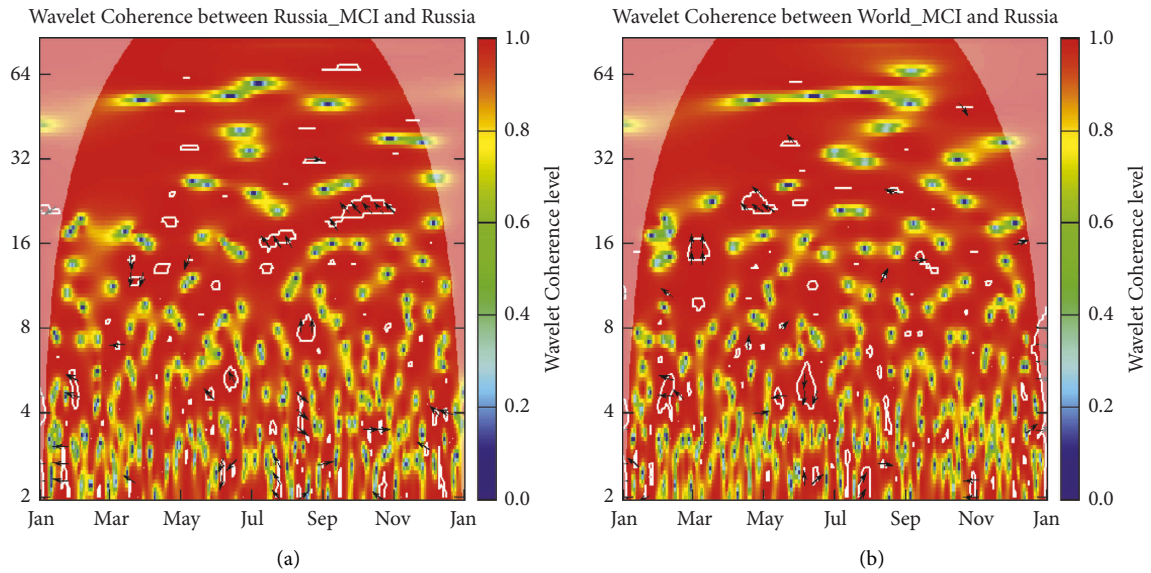 Wavelet Coherence between Russia_MCI and Russia
64
32
16
8
4
2
Jan
Mar
May
Jul
Sep
Nov
Jan
1.0
0.8
0.6
0.4
0.2
0.0
Wavelet Coherence level
(a)
Wavelet Coherence between World_MCI and Russia
64
32
16
8
4
2
Jan
Mar
May
Jul
Sep
Nov
Jan
1.0
0.8
0.6
0.4
0.2
0.0
Wavelet Coherence level
(b)